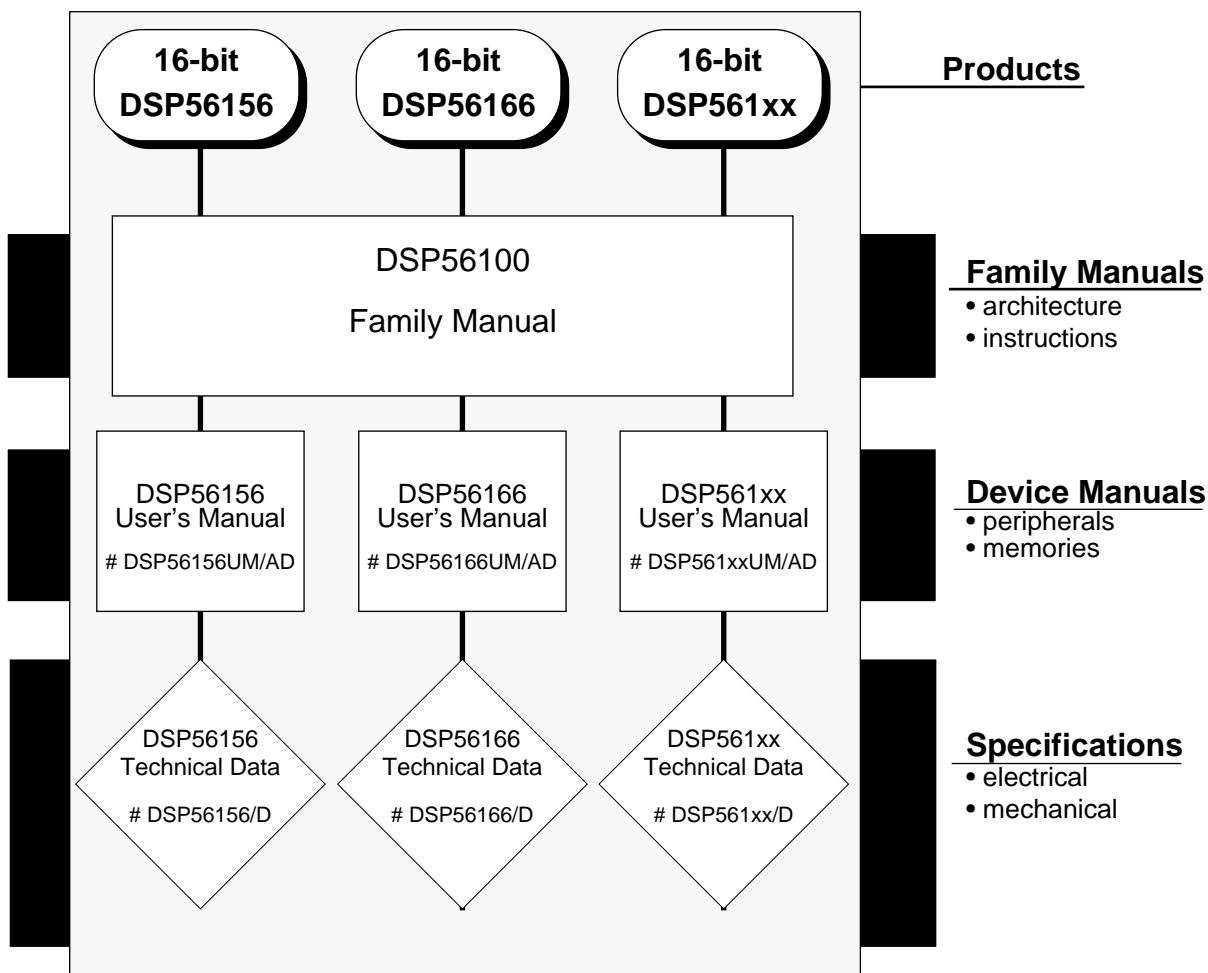 16-bit
DSP56156
16-bit
DSP56166
16-bit
DSP561xx
Products
DSP56100
Family Manual
Family Manuals
• architecture
• instructions
DSP56156
User's Manual
# DSP56156UM/AD
DSP56166
User's Manual
# DSP56166UM/AD
DSP561xx
User's Manual
# DSP561xxUM/AD
Device Manuals
• peripherals
• memories
DSP56156
Technical Data
# DSP56156/D
DSP56166
Technical Data
# DSP56166/D
DSP561xx
Technical Data
# DSP561xx/D
Specifications
• electrical
• mechanical